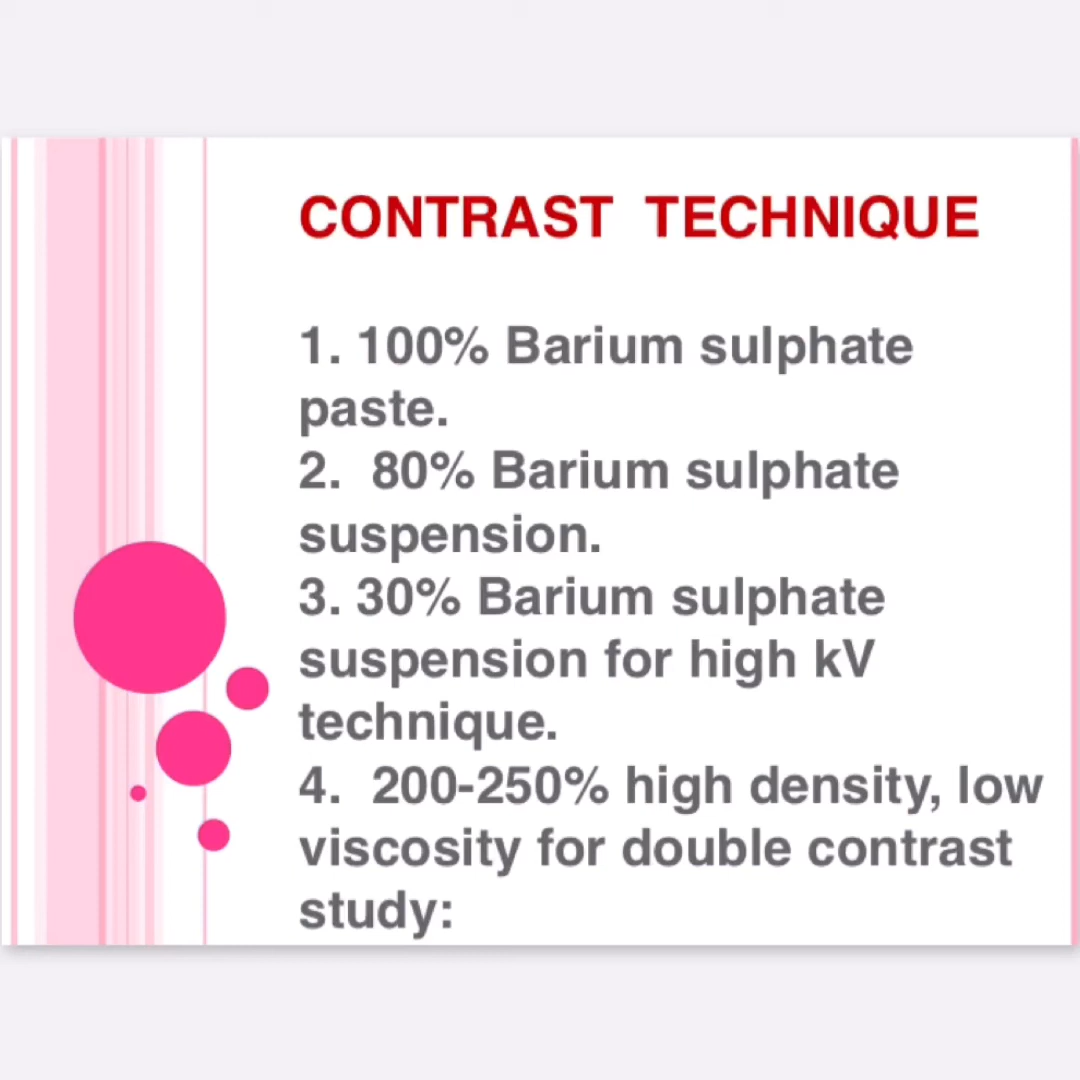 CONTRAST TECHNIQUE
1. 100% Barium sulphate
paste.
2. 80% Barium sulphate
suspension.
3. 30% Barium sulphate
suspension for high kV
technique.
4. 200-250% high density, low
viscosity for double contrast
study: